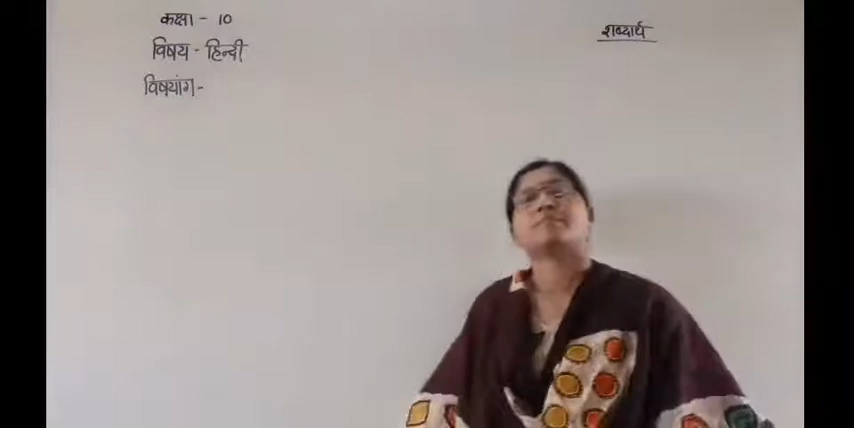 कक्षा - 10
विषय - हिन्दी
विषयांग -
शब्दार्थ